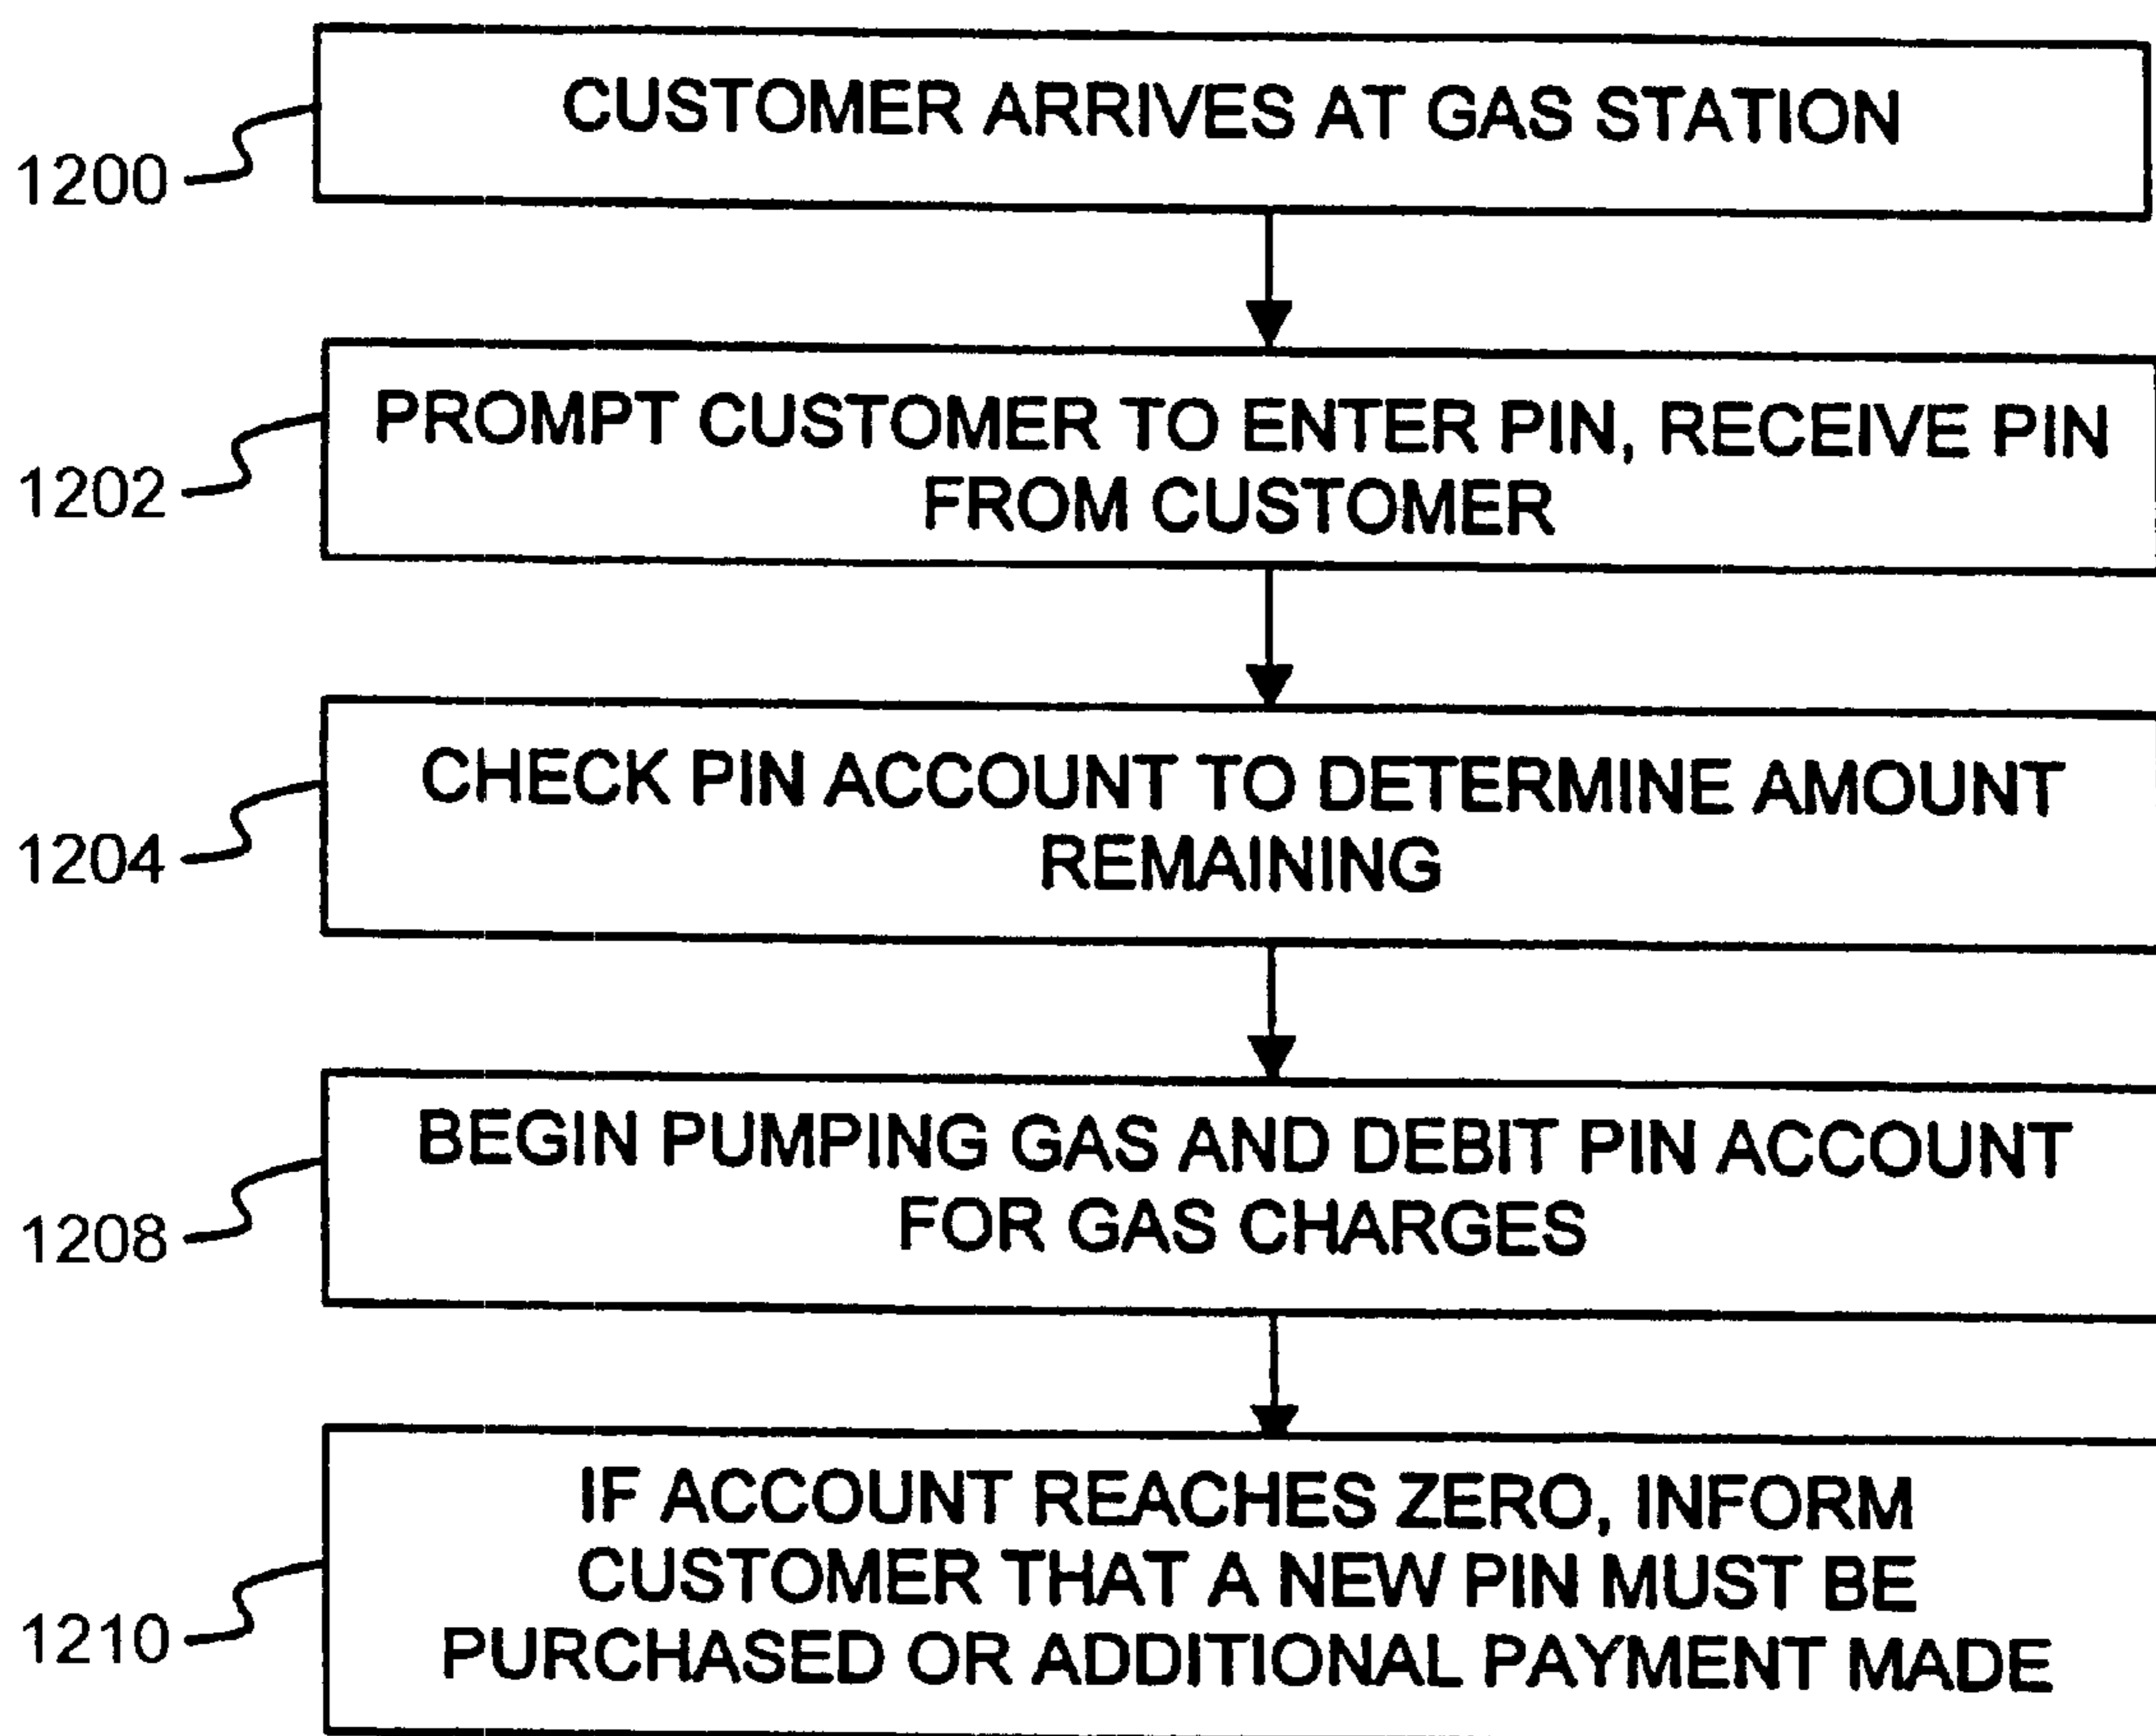 CUSTOMER ARRIVES AT GAS STATION
1200
PROMPT CUSTOMER TO ENTER PIN, RECEIVE PIN
FROM CUSTOMER
1202
CHECK PIN ACCOUNT TO DETERMINE AMOUNT
REMAINING
1204
BEGIN PUMPING GAS AND DEBIT PIN ACCOUNT
FOR GAS CHARGES
1208
IF ACCOUNT REACHES ZERO, INFORM
CUSTOMER THAT A NEW PIN MUST BE
PURCHASED OR ADDITIONAL PAYMENT MADE
1210